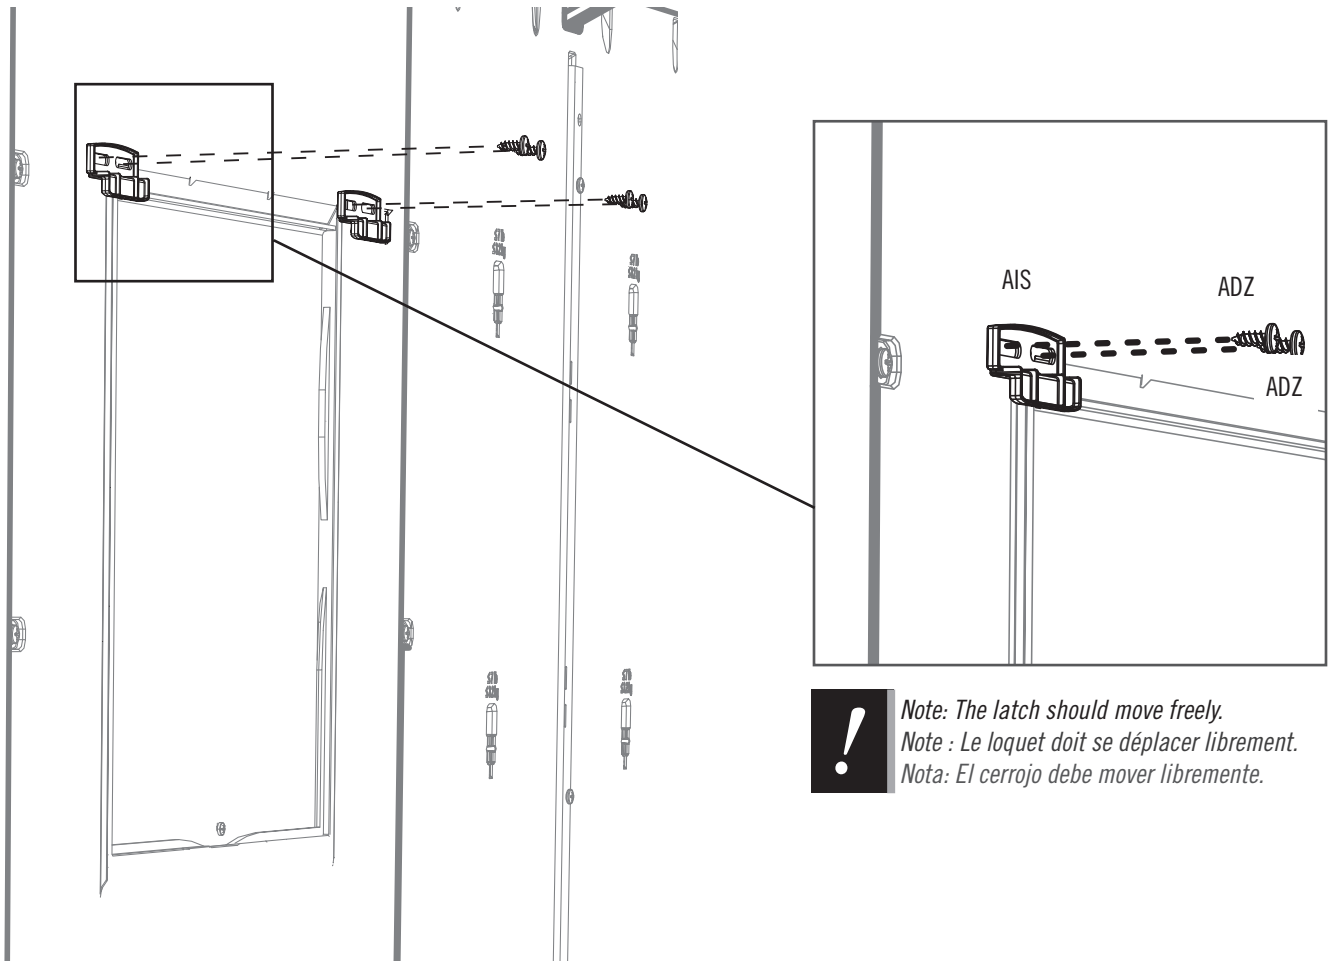 AIS
ADZ
ADZ
Note: The latch should move freely.
Note : Le loquet doit se déplacer librement.
Nota: El cerrojo debe mover libremente.